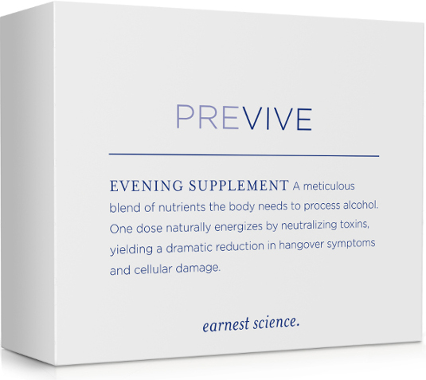 PREVIVE
EVENING SUPPLEMENT A meticulous
blend of nutrients the body needs to process alcohol.
One dose naturally energizes by neutralizing toxins,
yielding a dramatic reduction in hangover symptoms
and cellular damage.
earnest science.